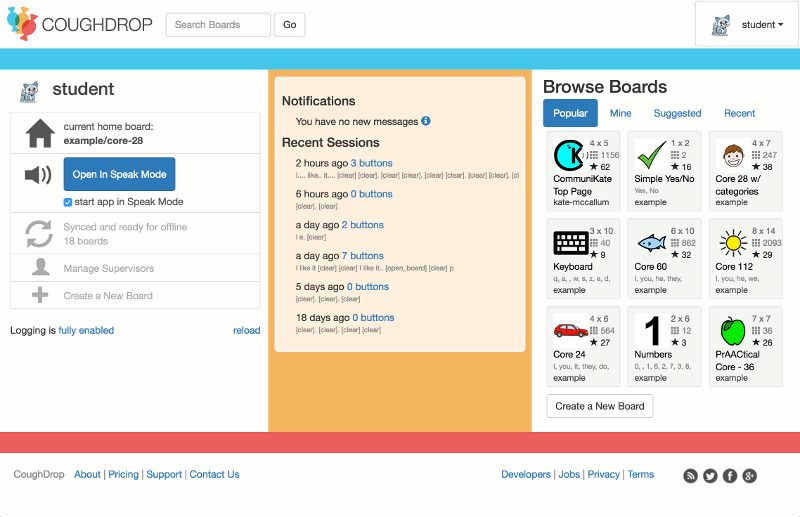 COUGHDROP
Search Boards
Go
student
student
current home board:
example/core-28
Open In Speak Mode
start app in Speak Mode
Synced and ready for offline
18 boards
Manage Supervisors
Create a New Board
Logging is fully enabled
reload
Notifications
You have no new messages
Recent Sessions
2 hours ago 3 buttons
I.... like.. it.... [clear] [clear]. [clear] [clear]. [clear]. [clear]. [clear]. [cl
6 hours ago 0 buttons
[clear]. [clear]
a day ago 2 buttons
I e. [clear]
a day ago 7 buttons
I like it [clear] [clear] I like it.. [open_board] [clear] p
5 days ago 0 buttons
[clear]. [clear]. [clear]
18 days ago 0 buttons
[clear]. [clear]. [clear] [clear]
Browse Boards
Popular
Mine
Suggested
Recent
4 x 5
1156
62
CommuniKate
Top Page
kate-mccallum
1 x 2
2
16
Simple Yes/No
Yes, No
example
4 x 7
247
38
Core 28 w/
categories
example
3 x 10
40
9
Keyboard
q, a, , w, s, z, e, d,
example
6 x 10
862
32
Core 60
I, you, he, they,
example
8 x 14
2093
29
Core 112
I, you, he, we,
example
4 x 6
564
27
Core 24
I, you, it, they, do,
example
1
2 x 6
12
3
Numbers
0, , 1, 6, 2, 7, 3, 8,
example
7 x 7
36
26
PrAACtical
Core - 36
example
Create a New Board
CoughDrop About | Pricing | Support | Contact Us
Developers | Jobs | Privacy | Terms